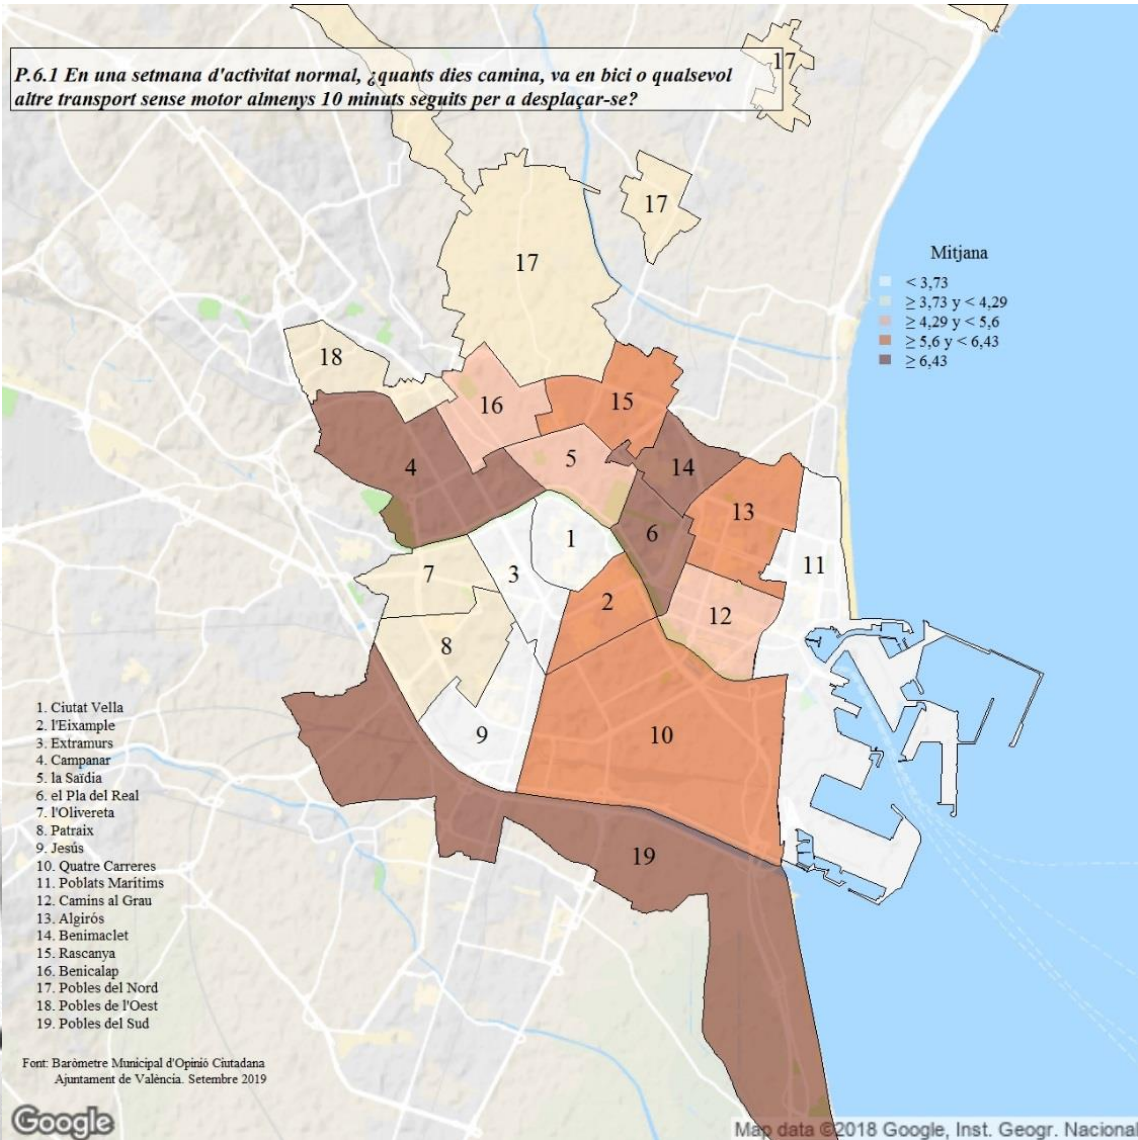 P.6.1 En una setmana d'activitat normal, ¿quants dies camina, va en bici o qualsevol
altre transport sense motor almenys 10 minuts seguits per a desplaçar-se?
17
17
17
18
16
15
5
14
4
13
6
1
11
3
7
2
12
8
9
10
19
Mitjana
< 3,73
≥ 3,73 y < 4,29
≥ 4,29 y < 5,6
≥ 5,6 y < 6,43
≥ 6,43
1. Ciutat Vella
2. l'Eixample
3. Extramurs
4. Campanar
5. la Saïdia
6. el Pla del Real
7. l'Olivereta
8. Patraix
9. Jesús
10. Quatre Carreres
11. Poblats Marítims
12. Camins al Grau
13. Algirós
14. Benimaclet
15. Rascanya
16. Benicalap
17. Pobles del Nord
18. Pobles de l'Oest
19. Pobles del Sud
Font: Baròmetre Municipal d'Opinió Ciutadana
Ajuntament de València. Setembre 2019
Google
Map data ©2018 Google, Inst. Geogr. Nacional